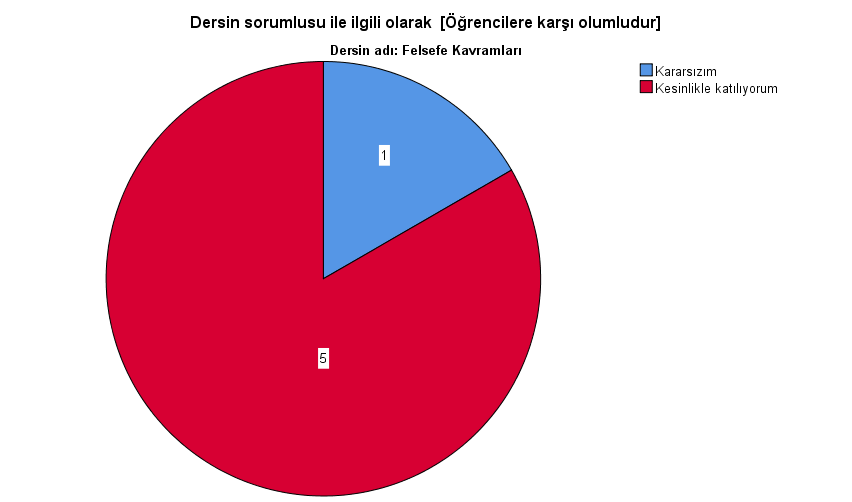 Dersin sorumlusu ile ilgili olarak [Öğrencilere karşı olumludur]
Dersin adı: Felsefe Kavramları
Kararsızım
Kesinlikle katılıyorum
1
5